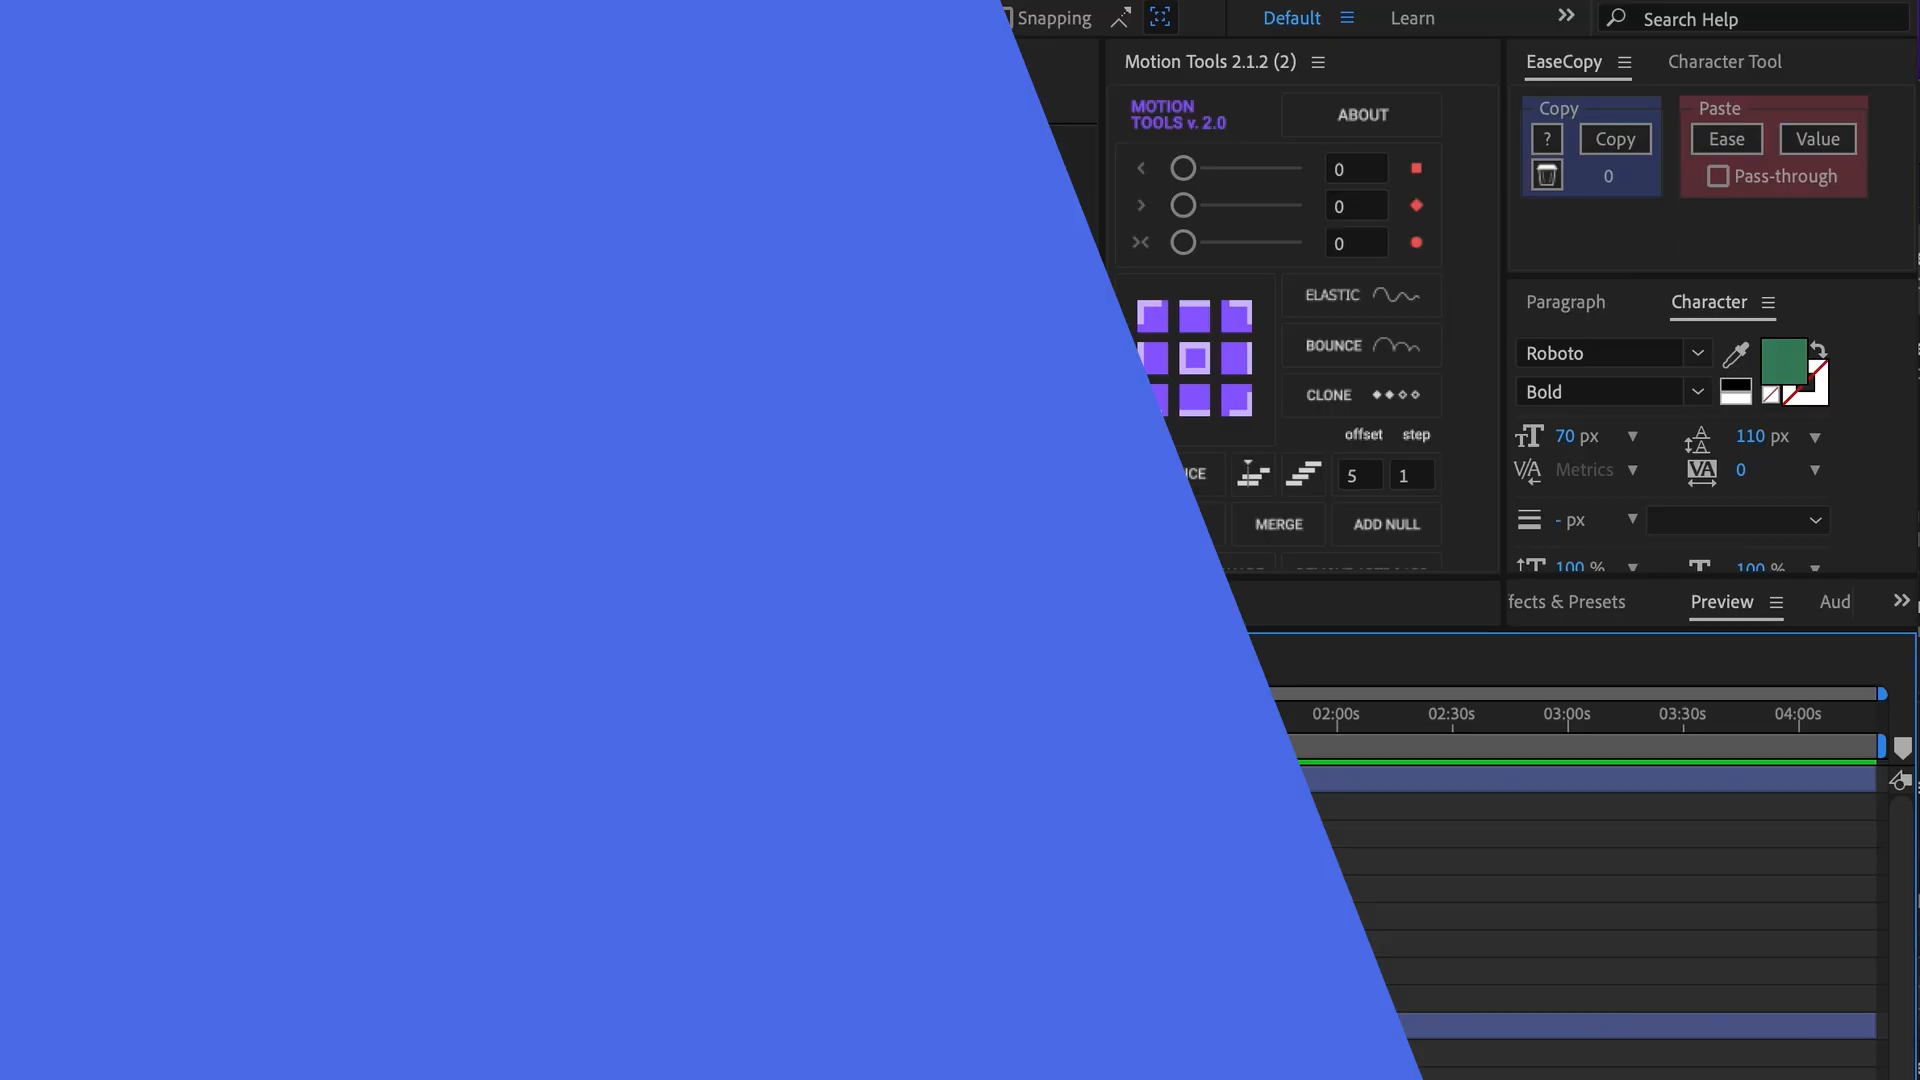 Snapping
Default
Learn
Search Help
Motion Tools 2.1.2 (2)
EaseCopy
Character Tool
MOTION
TOOLS v. 2.0
ABOUT
Copy
?
Copy
0
Paste
Ease
Value
Pass-through
0
0
0
ELASTIC
BOUNCE
CLONE
offset
step
5
1
MERGE
ADD NULL
Paragraph
Character
Roboto
Bold
70 px
110 px
Metrics
0
- px
100 %
100 %
fects & Presets
Preview
Aud
02:00s
02:30s
03:00s
03:30s
04:00s